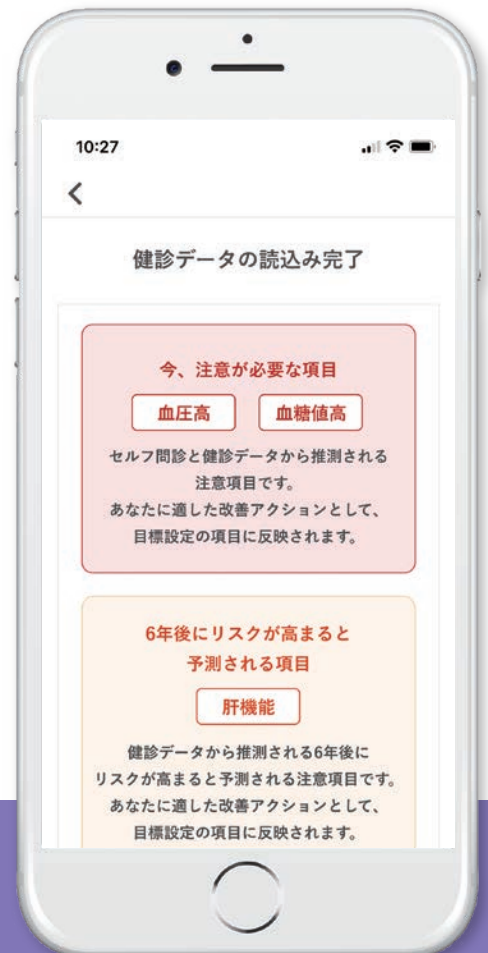 10:27
健診データの読込み完了
今、注意が必要な項目
血圧高 血糖値高
セルフ問診と健診データから推測される
注意項目です。
あなたに適した改善アクションとして、
目標設定の項目に反映されます。
6年後にリスクが高まると
予測される項目
肝機能
健診データから推測される6年後に
リスクが高まると予測される注意項目です。
あなたに適した改善アクションとして、
目標設定の項目に反映されます。